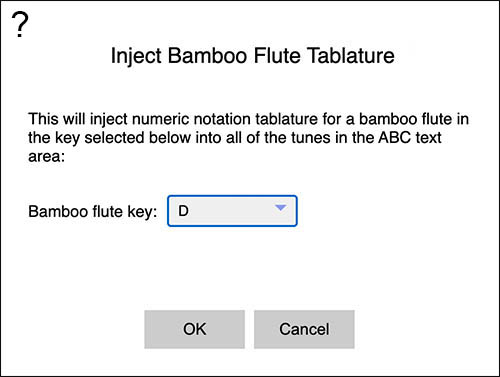 ?
Inject Bamboo Flute Tablature
This will inject numeric notation tablature for a bamboo flute in
the key selected below into all of the tunes in the ABC text
area:
Bamboo flute key: D
OK Cancel